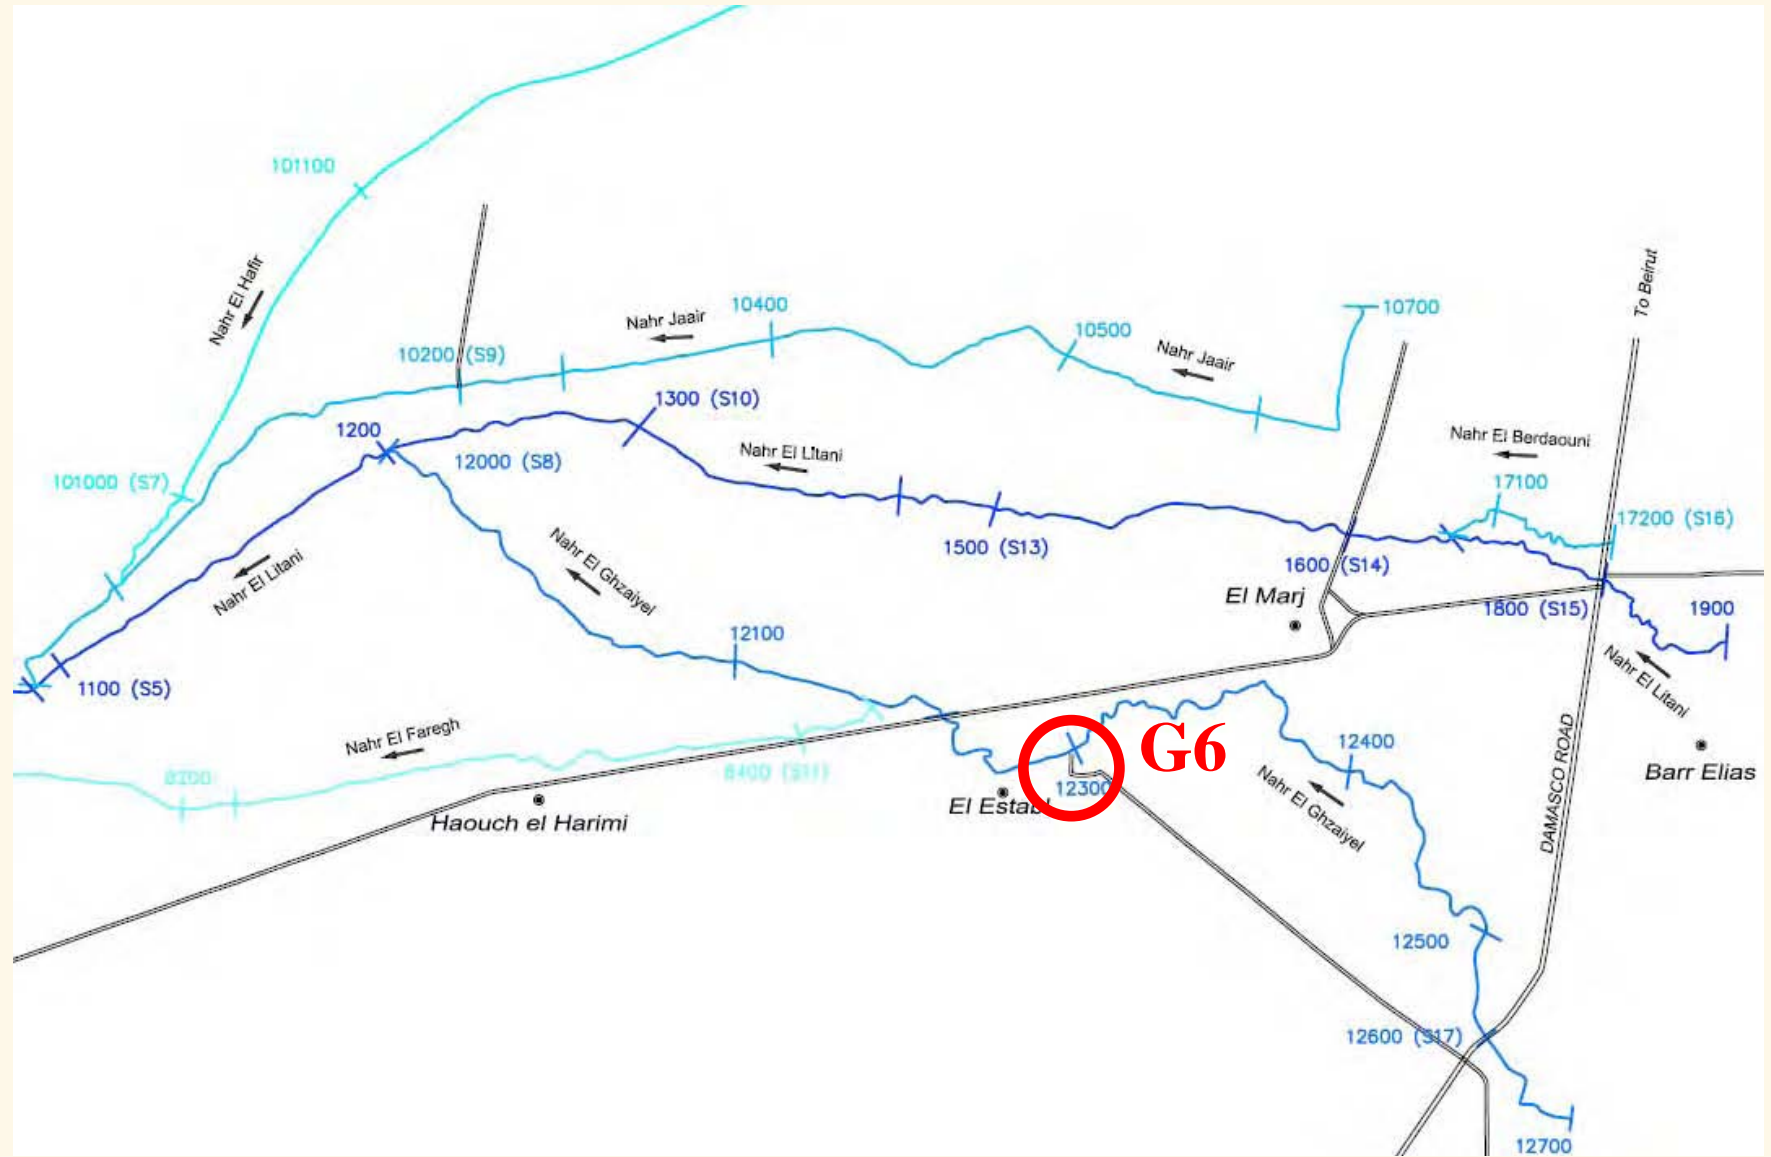 101100
To Beirut
Nahr El Hafir
10400
10700
Nahr Jaair
10500
10200 (S9)
Nahr Jaair
1300 (S10)
1200
Nahr El Berdaouni
Nahr El Litani
12000 (S8)
101000 (S7)
17100
17200 (S16)
1500 (S13)
1600 (S14)
Nahr El Ghzaiyel
Nahr El Litani
El Marj
1800 (S15)
1900
12100
Nahr El Litani
1100 (S5)
Nahr El Faregh
G6
12400
DAMASCO ROAD
Barr Elias
8200
8400 (S11)
12300
Nahr El Ghzaiyel
El Establ
Haouch el Harimi
12500
12600 (S17)
12700